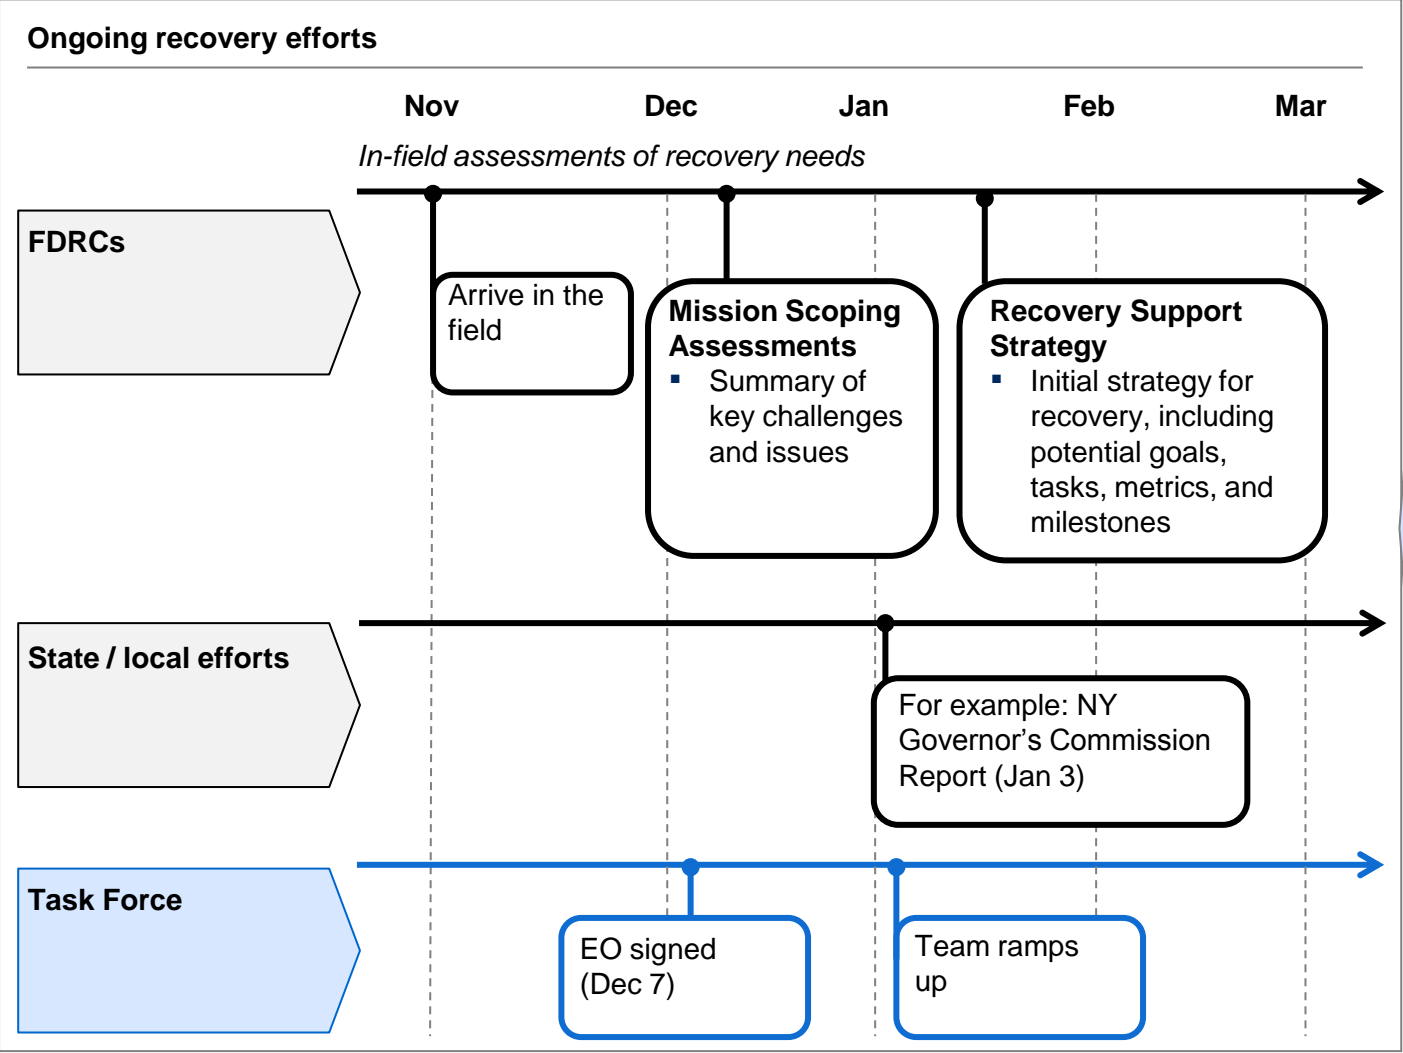 Ongoing recovery efforts
Nov Dec Jan Feb Mar
In-field assessments of recovery needs
FDRCs
Arrive in the
field
Mission Scoping
Assessments
▪ Summary of
key challenges
and issues
Recovery Support
Strategy
▪ Initial strategy for
recovery, including
potential goals,
tasks, metrics, and
milestones
State / local efforts
For example: NY
Governor’s Commission
Report (Jan 3)
Task Force
EO signed
(Dec 7)
Team ramps
up